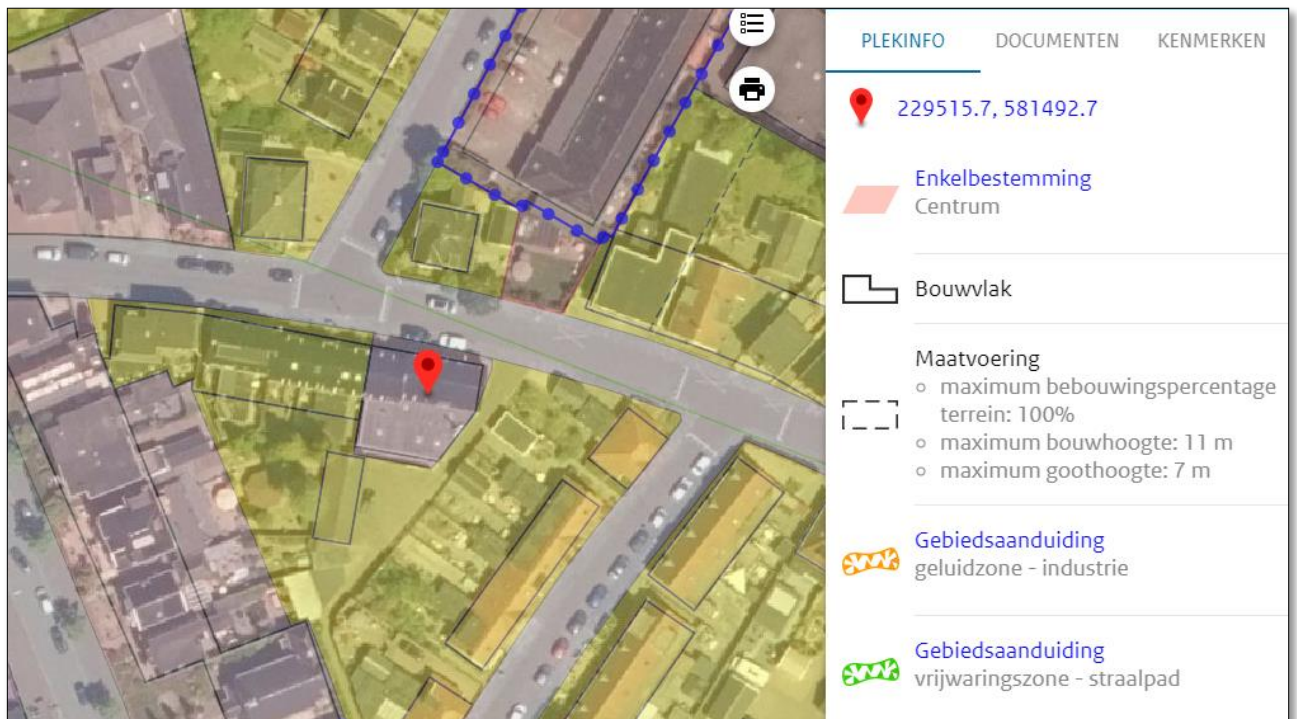 PLEKINFO DOCUMENTEN KENMERKEN
229515.7, 581492.7
Enkelbestemming
Centrum
Bouwvlak
Maatvoering
maximum bebouwingspercentage
terrein: 100%
maximum bouwhoogte: 11 m
maximum goothoogte: 7 m
Gebiedsaanduiding
geluidzone - industrie
Gebiedsaanduiding
vrijwaringszone - straalpad